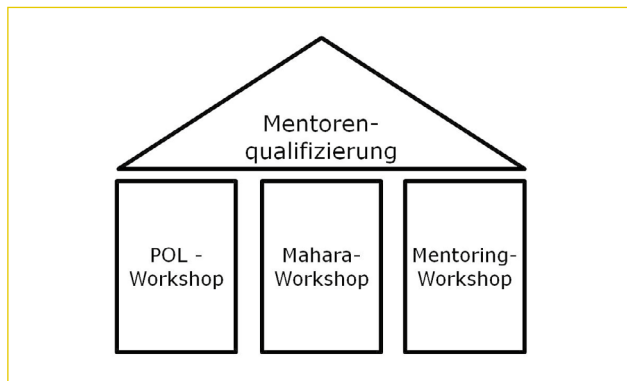 Mentoren-
qualifizierung
POL -
Workshop
Mahara-
Workshop
Mentoring-
Workshop